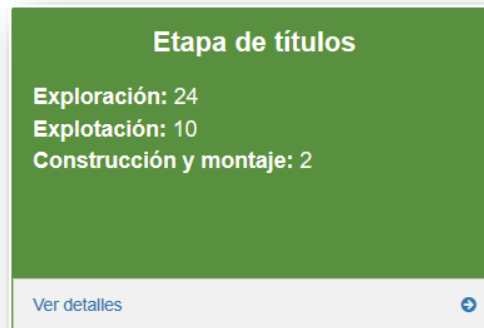 Etapa de títulos
Exploración: 24
Explotación: 10
Construcción y montaje: 2
Ver detalles